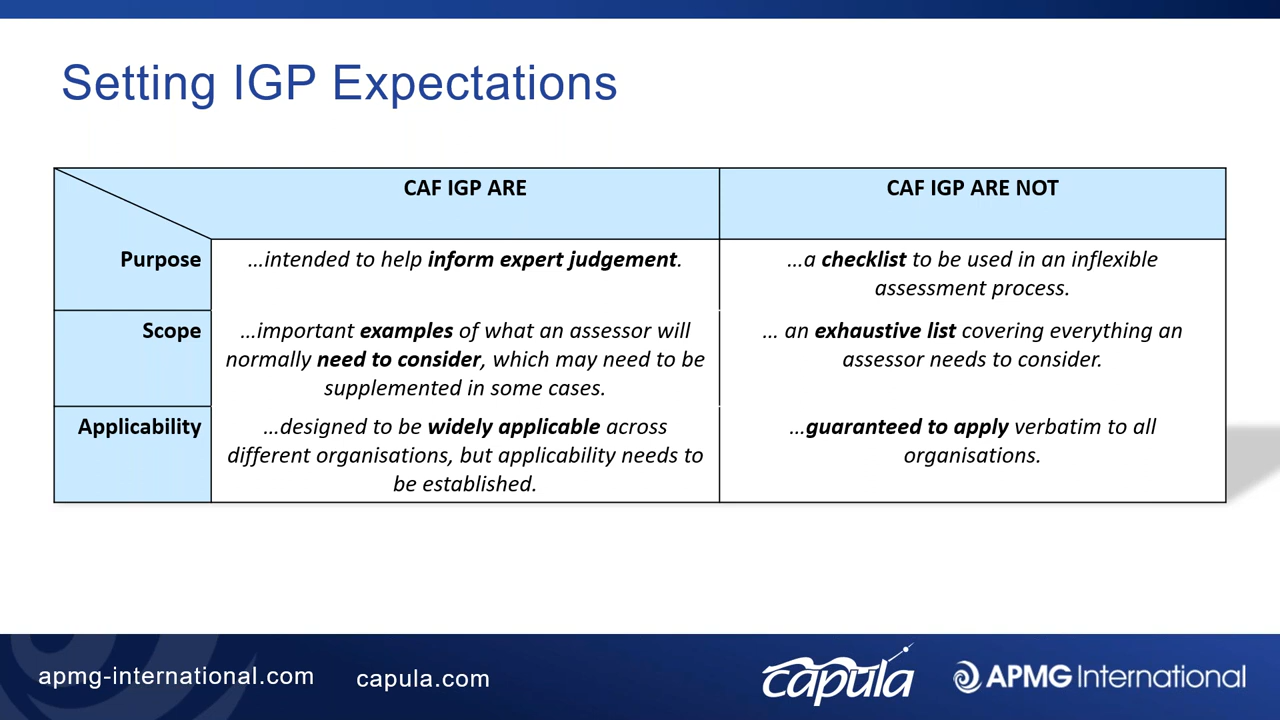 Setting IGP Expectations
CAF IGP ARE
CAF IGP ARE NOT
Purpose
…intended to help inform expert judgement.
…a checklist to be used in an inflexible
assessment process.
Scope
…important examples of what an assessor will
normally need to consider, which may need to be
supplemented in some cases.
… an exhaustive list covering everything an
assessor needs to consider.
Applicability
…designed to be widely applicable across
different organisations, but applicability needs to
be established.
…guaranteed to apply verbatim to all
organisations.
apmg-international.com
capula.com
capula
APMG International